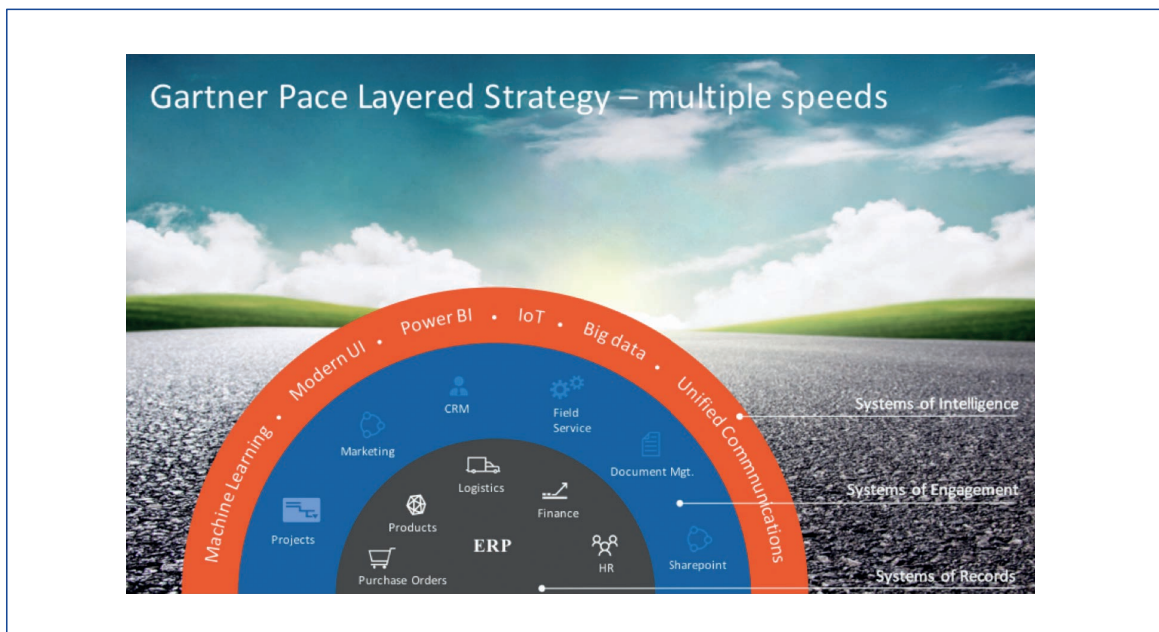 Gartner Pace Layered Strategy – multiple speeds
Machine Learning • Modern UI • Power BI • IoT • Big data • Unified Communications
Systems of Intelligence
CRM
Field
Service
Marketing
Document Mgt.
Projects
Sharepoint
Systems of Engagement
Logistics
Products
Finance
ERP
Purchase Orders
HR
Systems of Records